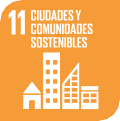 11 CIUDADES Y
COMUNIDADES
SOSTENIBLES